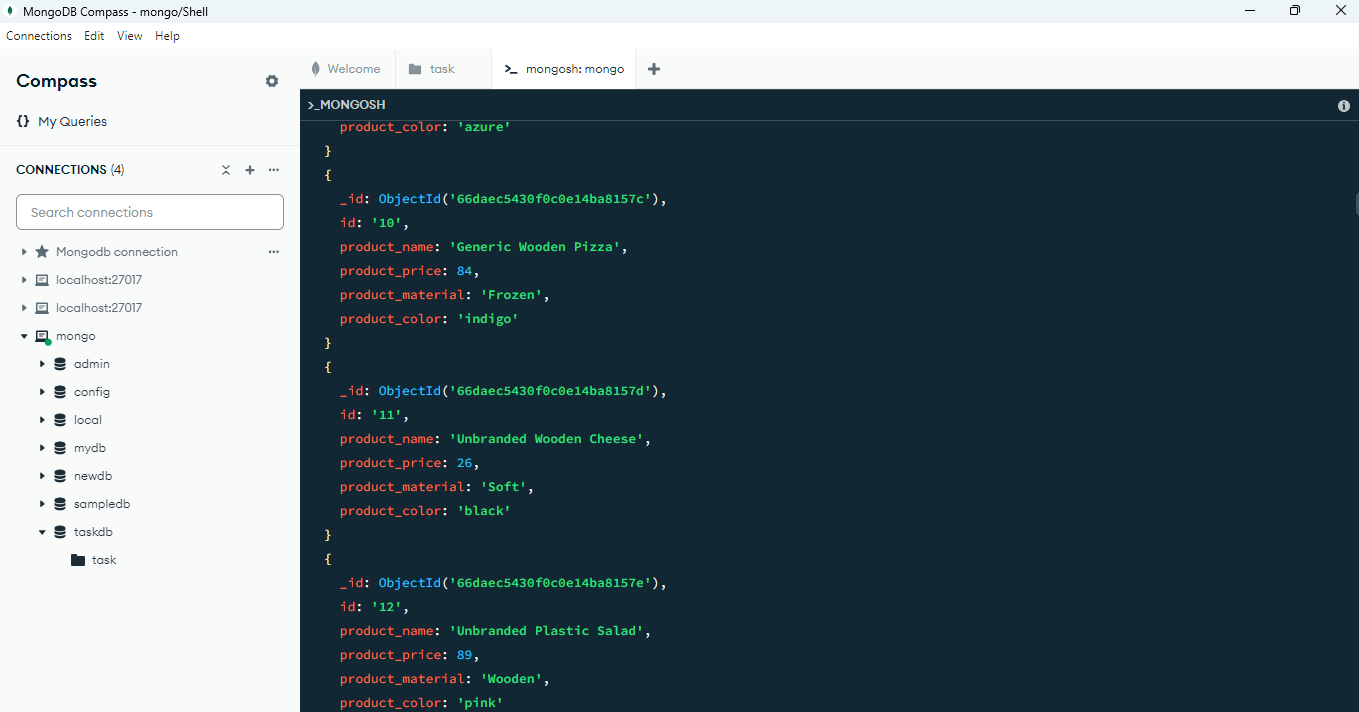 MongoDB Compass - mongo/Shell
Connections Edit View Help
Compass
{} My Queries
CONNECTIONS (4)
Search connections
Mongodb connection
localhost:27017
localhost:27017
mongo
admin
config
local
mydb
newdb
sampledb
taskdb
task
Welcome task >_ mongosh: mongo
>_MONGOSH
product_color: 'azure'
}
{
_id: ObjectId('66daec5430f0c0e14ba8157c'),
id: '10',
product_name: 'Generic Wooden Pizza',
product_price: 84,
product_material: 'Frozen',
product_color: 'indigo'
}
{
_id: ObjectId('66daec5430f0c0e14ba8157d'),
id: '11',
product_name: 'Unbranded Wooden Cheese',
product_price: 26,
product_material: 'Soft',
product_color: 'black'
}
{
_id: ObjectId('66daec5430f0c0e14ba8157e'),
id: '12',
product_name: 'Unbranded Plastic Salad',
product_price: 89,
product_material: 'Wooden',
product_color: 'pink'